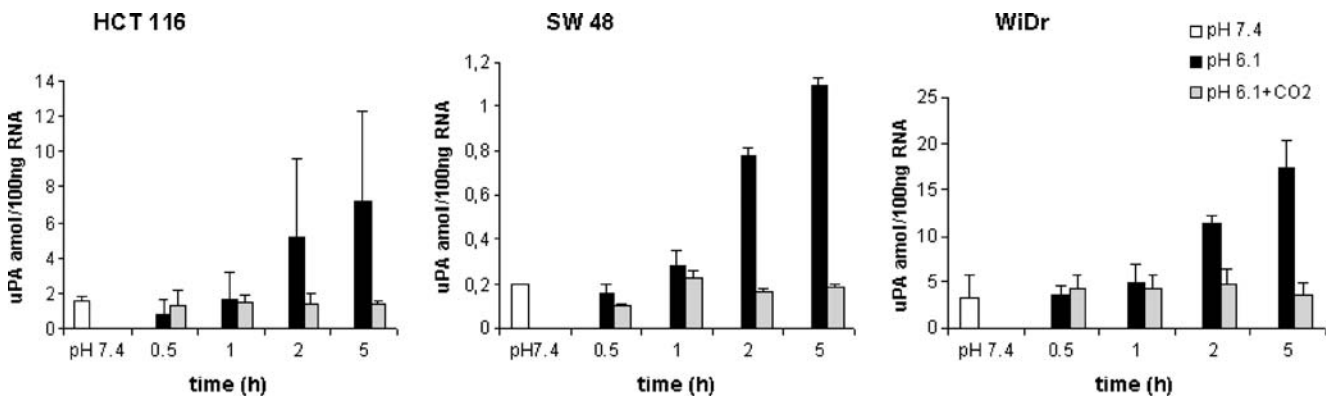 HCT 116
SW 48
WiDr
pH 7.4
pH 6.1
pH 6.1+CO2
uPA amol/100ng RNA
14
12
10
8
6
4
2
0
pH 7.4 0.5 1 2 5
time (h)
uPA amol/100ng RNA
1,2
1
0,8
0,6
0,4
0,2
0
pH7.4 0.5 1 2 5
time (h)
uPA amol/100ng RNA
25
20
15
10
5
0
pH 7.4 0.5 1 2 5
time (h)